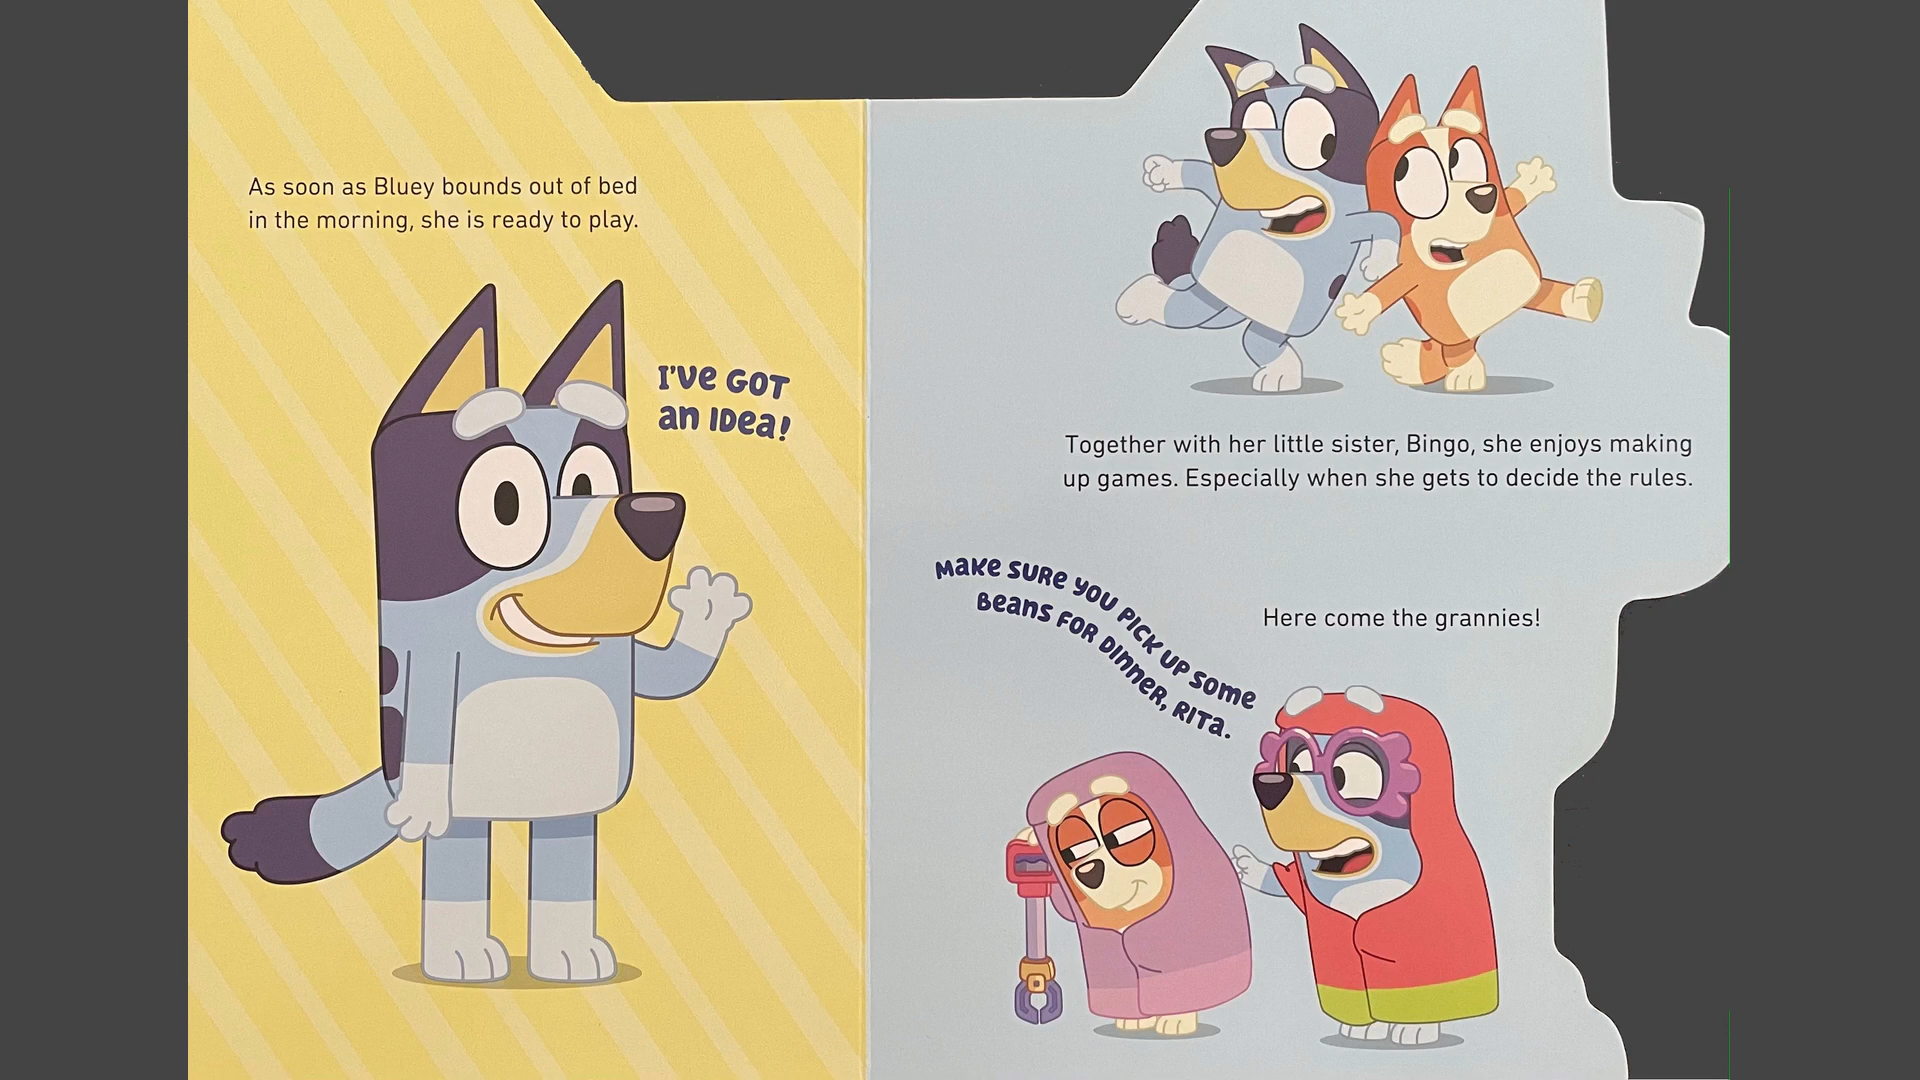 As soon as Bluey bounds out of bed
in the morning, she is ready to play.
I'VE GOT
AN IDEA!
Together with her little sister, Bingo, she enjoys making
up games. Especially when she gets to decide the rules.
MAKE SURE YOU PICK UP SOME
BEANS FOR DINNER, RITA.
Here come the grannies!